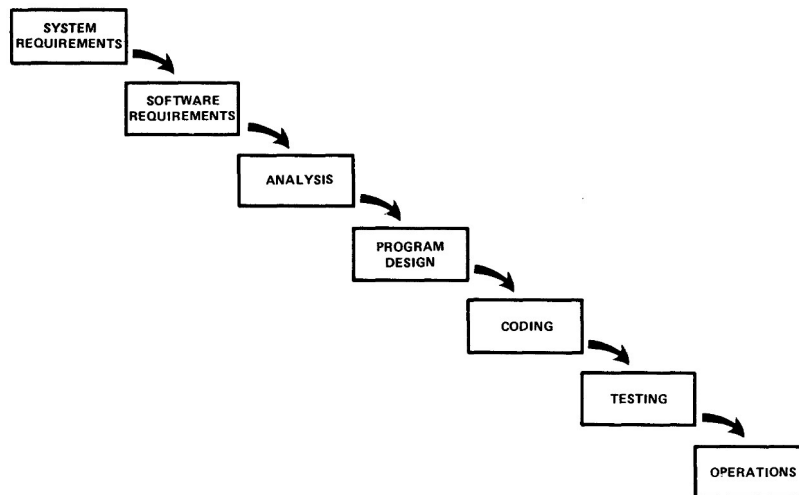 SYSTEM
REQUIREMENTS
SOFTWARE
REQUIREMENTS
ANALYSIS
PROGRAM
DESIGN
CODING
TESTING
OPERATIONS